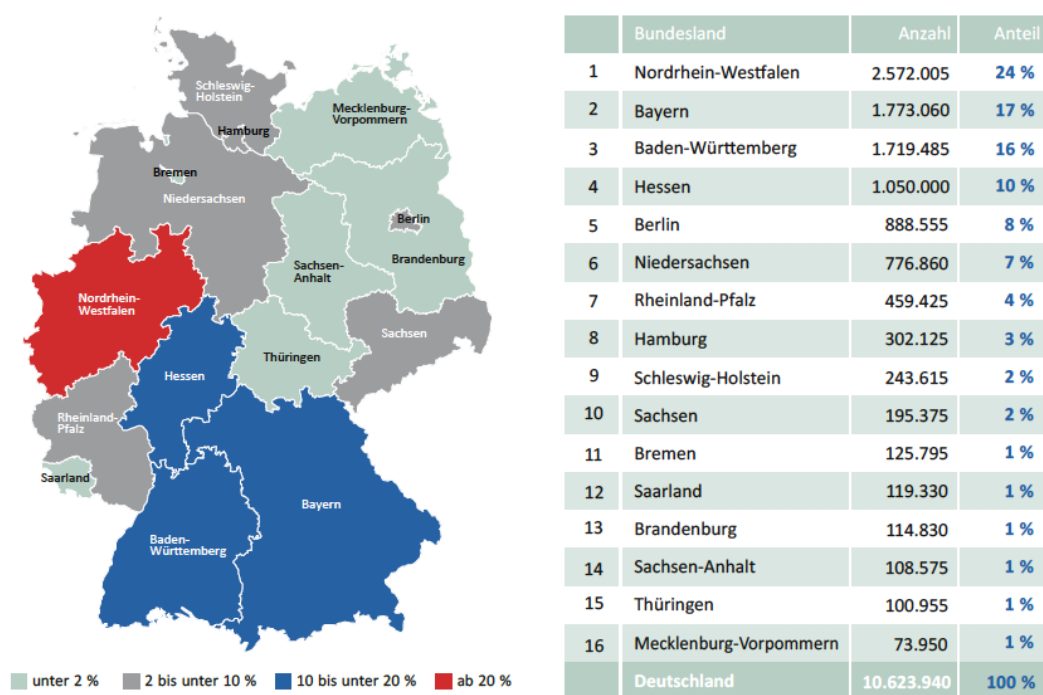 Schleswig-
Holstein
Mecklenburg-
Vorpommern
Hamburg
Bremen
Niedersachsen
Berlin
Brandenburg
Sachsen-
Anhalt
Nordrhein-
Westfalen
Sachsen
Thüringen
Hessen
Rheinland-
Pfalz
Saarland
Bayern
Baden-
Württemberg
unter 2 % 2 bis unter 10 % 10 bis unter 20 % ab 20 %
Bundesland Anzahl Anteil
1 Nordrhein-Westfalen 2.572.005 24 %
2 Bayern 1.773.060 17 %
3 Baden-Württemberg 1.719.485 16 %
4 Hessen 1.050.000 10 %
5 Berlin 888.555 8 %
6 Niedersachsen 776.860 7 %
7 Rheinland-Pfalz 459.425 4 %
8 Hamburg 302.125 3 %
9 Schleswig-Holstein 243.615 2 %
10 Sachsen 195.375 2 %
11 Bremen 125.795 1 %
12 Saarland 119.330 1 %
13 Brandenburg 114.830 1 %
14 Sachsen-Anhalt 108.575 1 %
15 Thüringen 100.955 1 %
16 Mecklenburg-Vorpommern 73.950 1 %
Deutschland 10.623.940 100 %